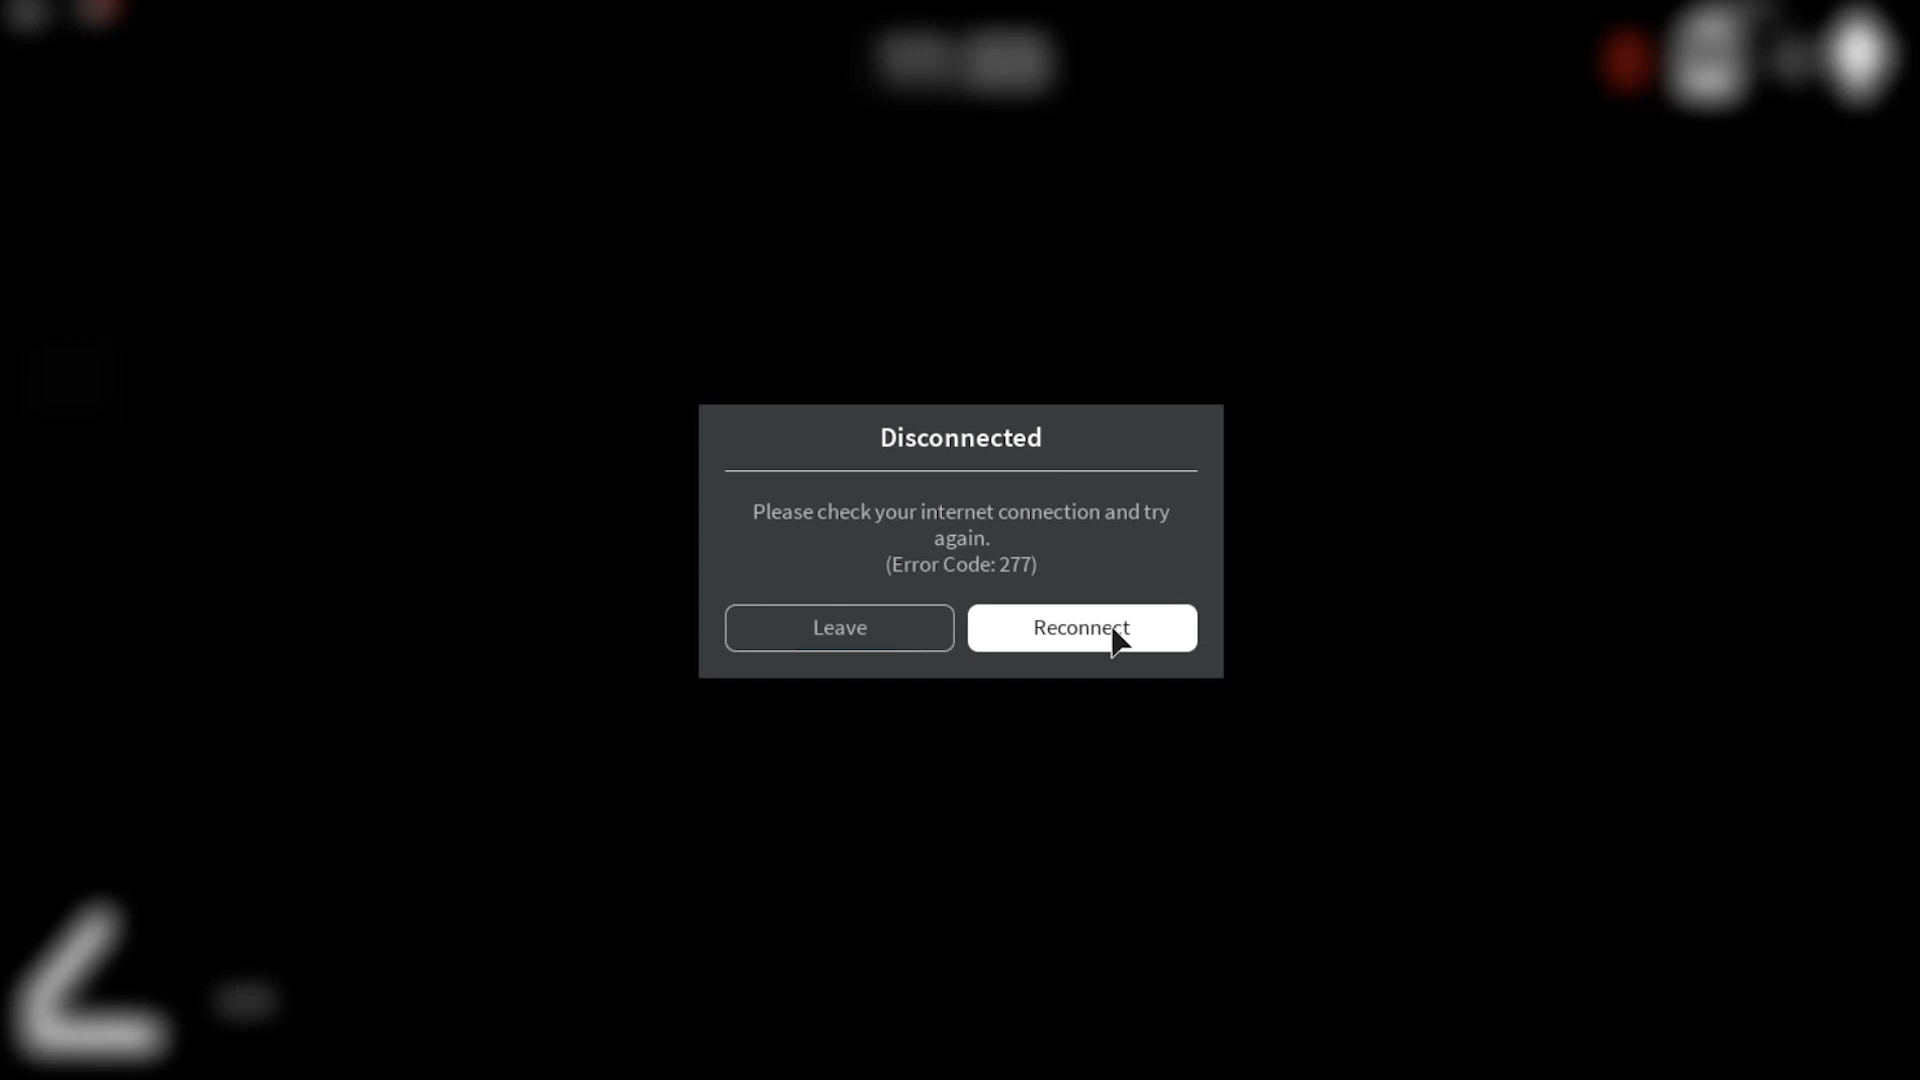 Disconnected
Please check your internet connection and try
again.
(Error Code: 277)
Leave
Reconnect